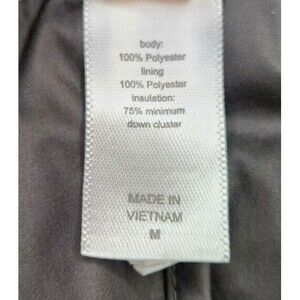 body:
100% Polyester
lining
100% Polyester
insulation:
75% minimum
down cluster
MADE IN
VIETNAM
M